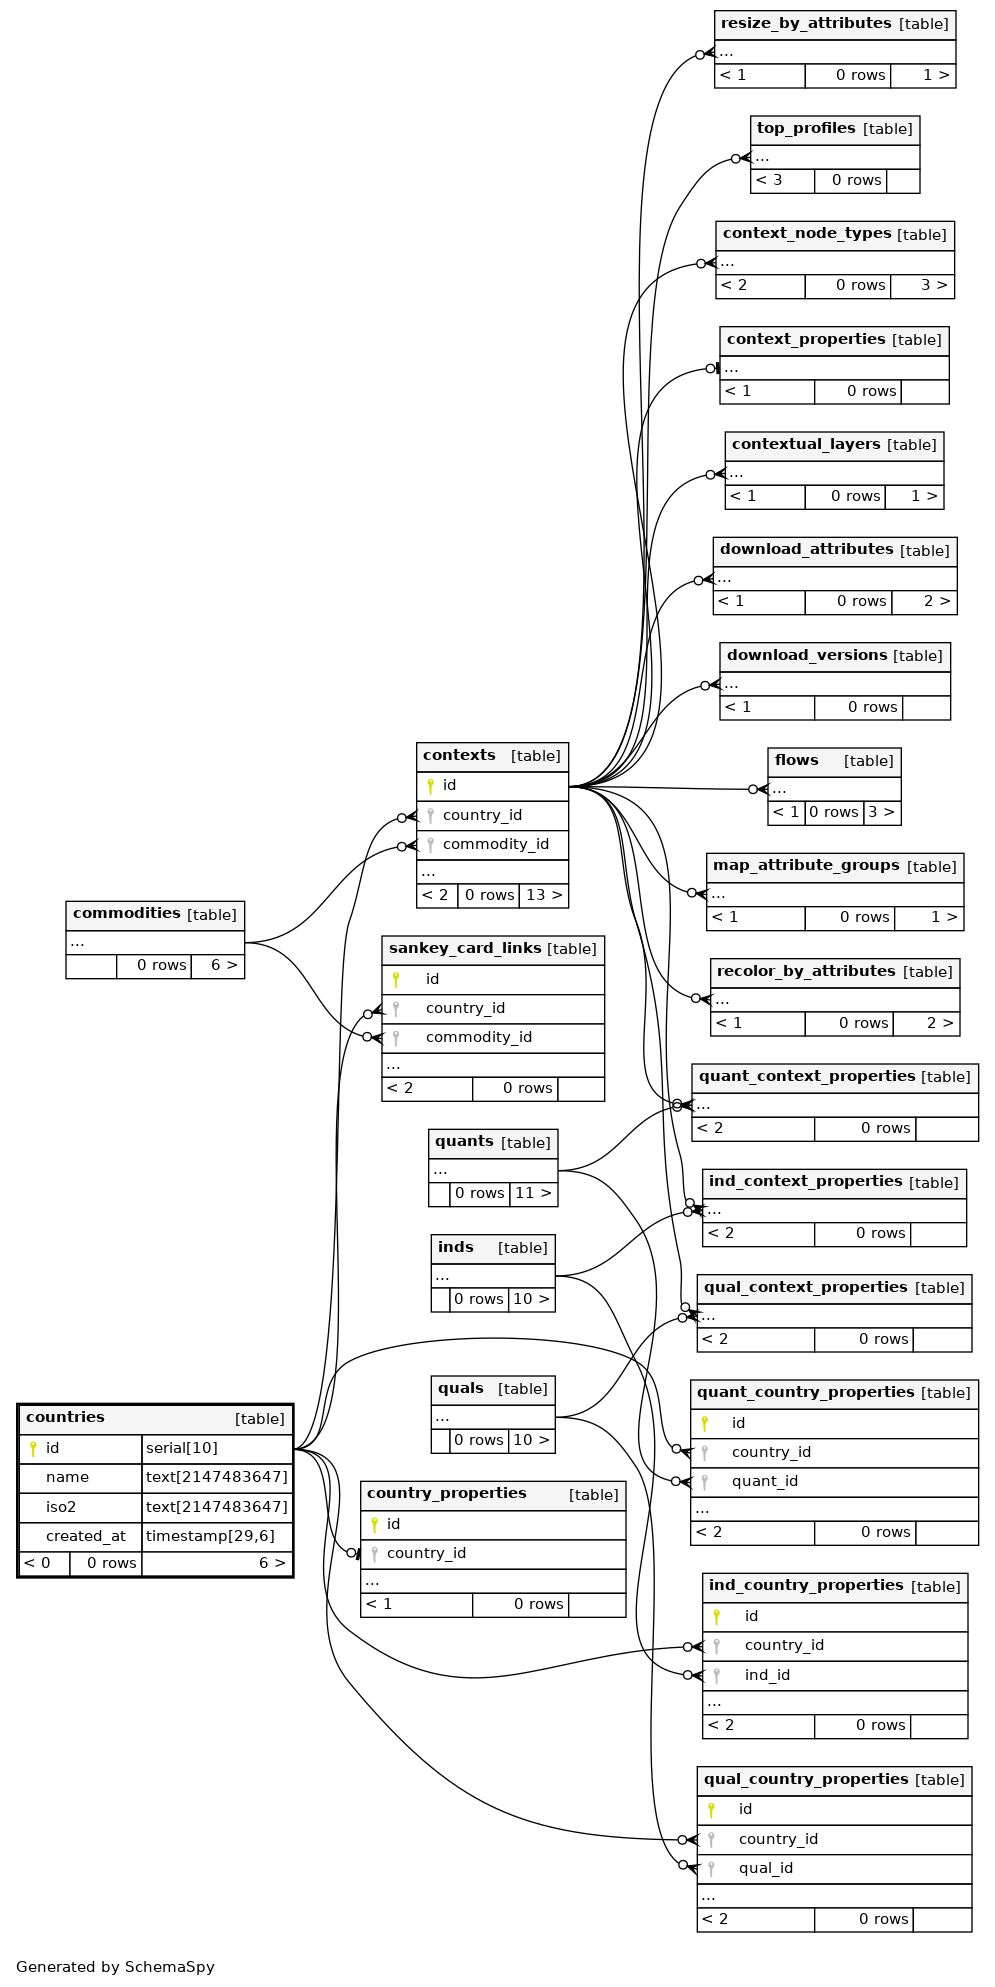 resize_by_attributes [table]
...
< 1 0 rows 1 >
top_profiles [table]
...
< 3 0 rows
context_node_types [table]
...
< 2 0 rows 3 >
context_properties [table]
...
< 1 0 rows
contextual_layers [table]
...
< 1 0 rows 1 >
download_attributes [table]
...
< 1 0 rows 2 >
download_versions [table]
...
< 1 0 rows
contexts [table]
id
country_id
commodity_id
...
< 2 0 rows 13 >
flows [table]
...
< 1 0 rows 3 >
map_attribute_groups [table]
...
< 1 0 rows 1 >
commodities [table]
...
0 rows 6 >
sankey_card_links [table]
id
country_id
commodity_id
...
< 2 0 rows
recolor_by_attributes [table]
...
< 1 0 rows 2 >
quant_context_properties [table]
...
< 2 0 rows
quants [table]
...
0 rows 11 >
ind_context_properties [table]
...
< 2 0 rows
inds [table]
...
0 rows 10 >
qual_context_properties [table]
...
< 2 0 rows
quals [table]
...
0 rows 10 >
quant_country_properties [table]
id
country_id
quant_id
...
< 2 0 rows
countries [table]
id serial[10]
name text[2147483647]
iso2 text[2147483647]
created_at timestamp[29,6]
< 0 0 rows 6 >
country_properties [table]
id
country_id
...
< 1 0 rows
ind_country_properties [table]
id
country_id
ind_id
...
< 2 0 rows
qual_country_properties [table]
id
country_id
qual_id
...
< 2 0 rows
Generated by SchemaSpy